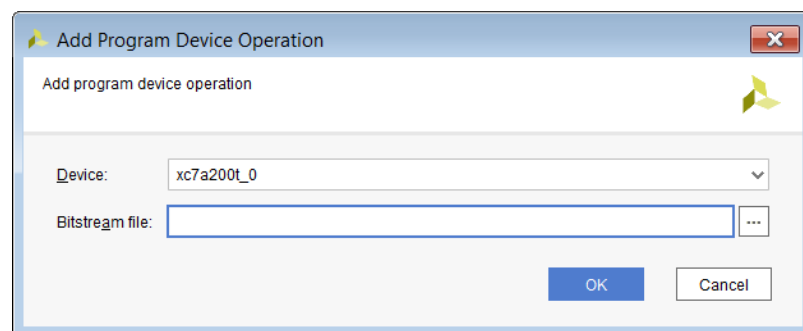 Add Program Device Operation
Add program device operation
Device: xc7a200t_0
Bitstream file: ...
OK Cancel